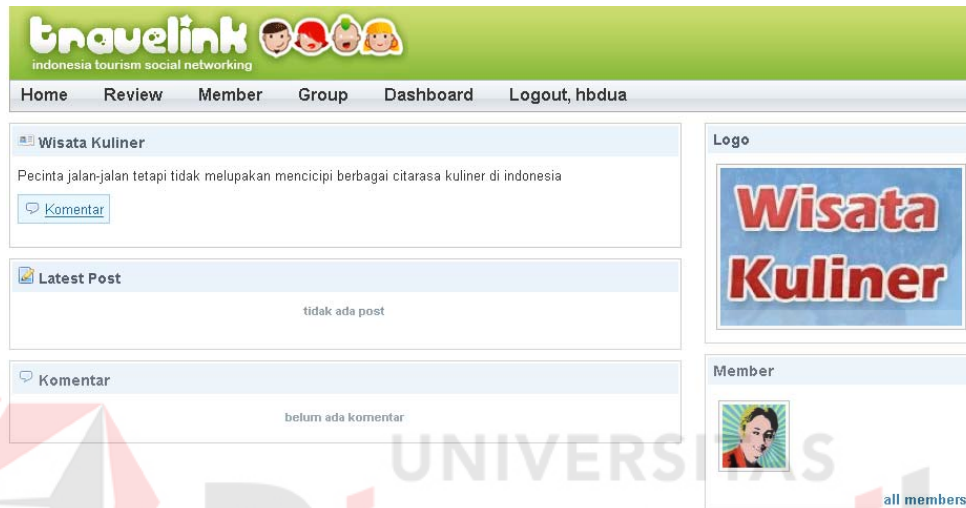 travelink
indonesia tourism social networking
Home Review Member Group Dashboard Logout, hbdua
Wisata Kuliner
Pecinta jalan-jalan tetapi tidak melupakan mencicipi berbagai citarasa kuliner di indonesia
Komentar
Latest Post
tidak ada post
Komentar
belum ada komentar
Logo
Wisata
Kuliner
Member
all members
UNIVERSITAS